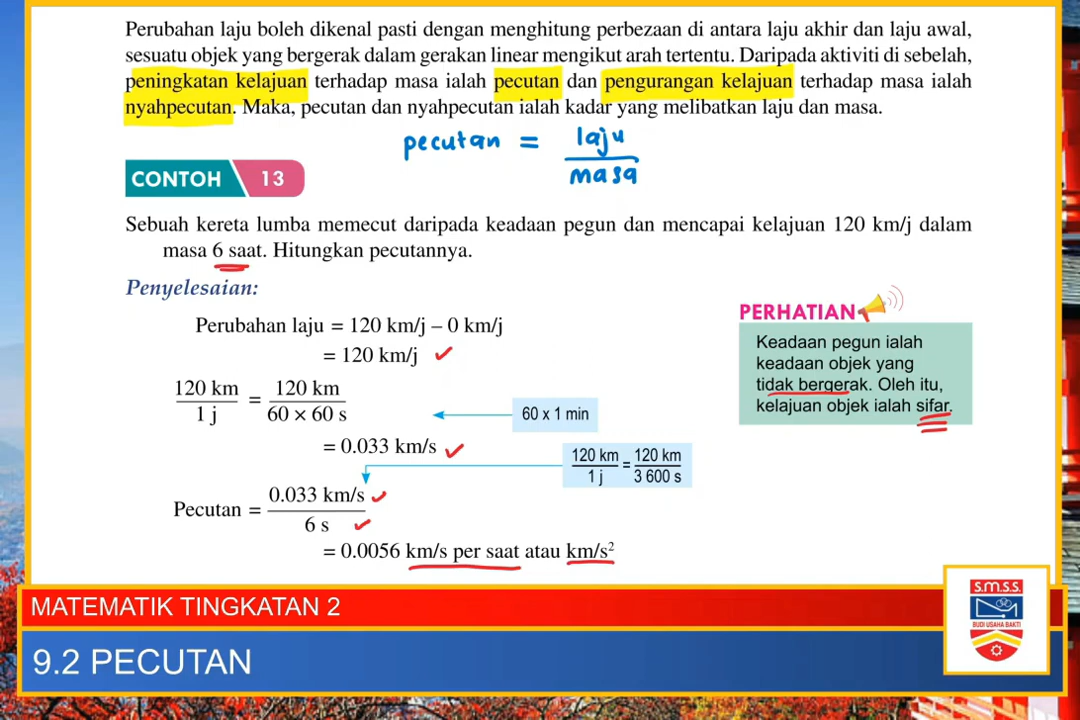 Perubahan laju boleh dikenal pasti dengan menghitung perbezaan di antara laju akhir dan laju awal,
sesuatu objek yang bergerak dalam gerakan linear mengikut arah tertentu. Daripada aktiviti di sebelah,
peningkatan kelajuan terhadap masa ialah pecutan dan pengurangan kelajuan terhadap masa ialah
nyahpecutan. Maka, pecutan dan nyahpecutan ialah kadar yang melibatkan laju dan masa.
pecutan = laju
masa
CONTOH 13
Sebuah kereta lumba memecut daripada keadaan pegun dan mencapai kelajuan 120 km/j dalam
masa 6 saat. Hitungkan pecutannya.
Penyelesaian:
Perubahan laju = 120 km/j – 0 km/j
= 120 km/j
120 km = 120 km
1 j 60 × 60 s
60 x 1 min
= 0.033 km/s
120 km = 120 km
1 j 3 600 s
Pecutan = 0.033 km/s
6 s
= 0.0056 km/s per saat atau km/s²
PERHATIAN
Keadaan pegun ialah
keadaan objek yang
tidak bergerak. Oleh itu,
kelajuan objek ialah sifar.
MATEMATIK TINGKATAN 2
9.2 PECUTAN
S.M.S.S.
BUDI USAHA BAKTI